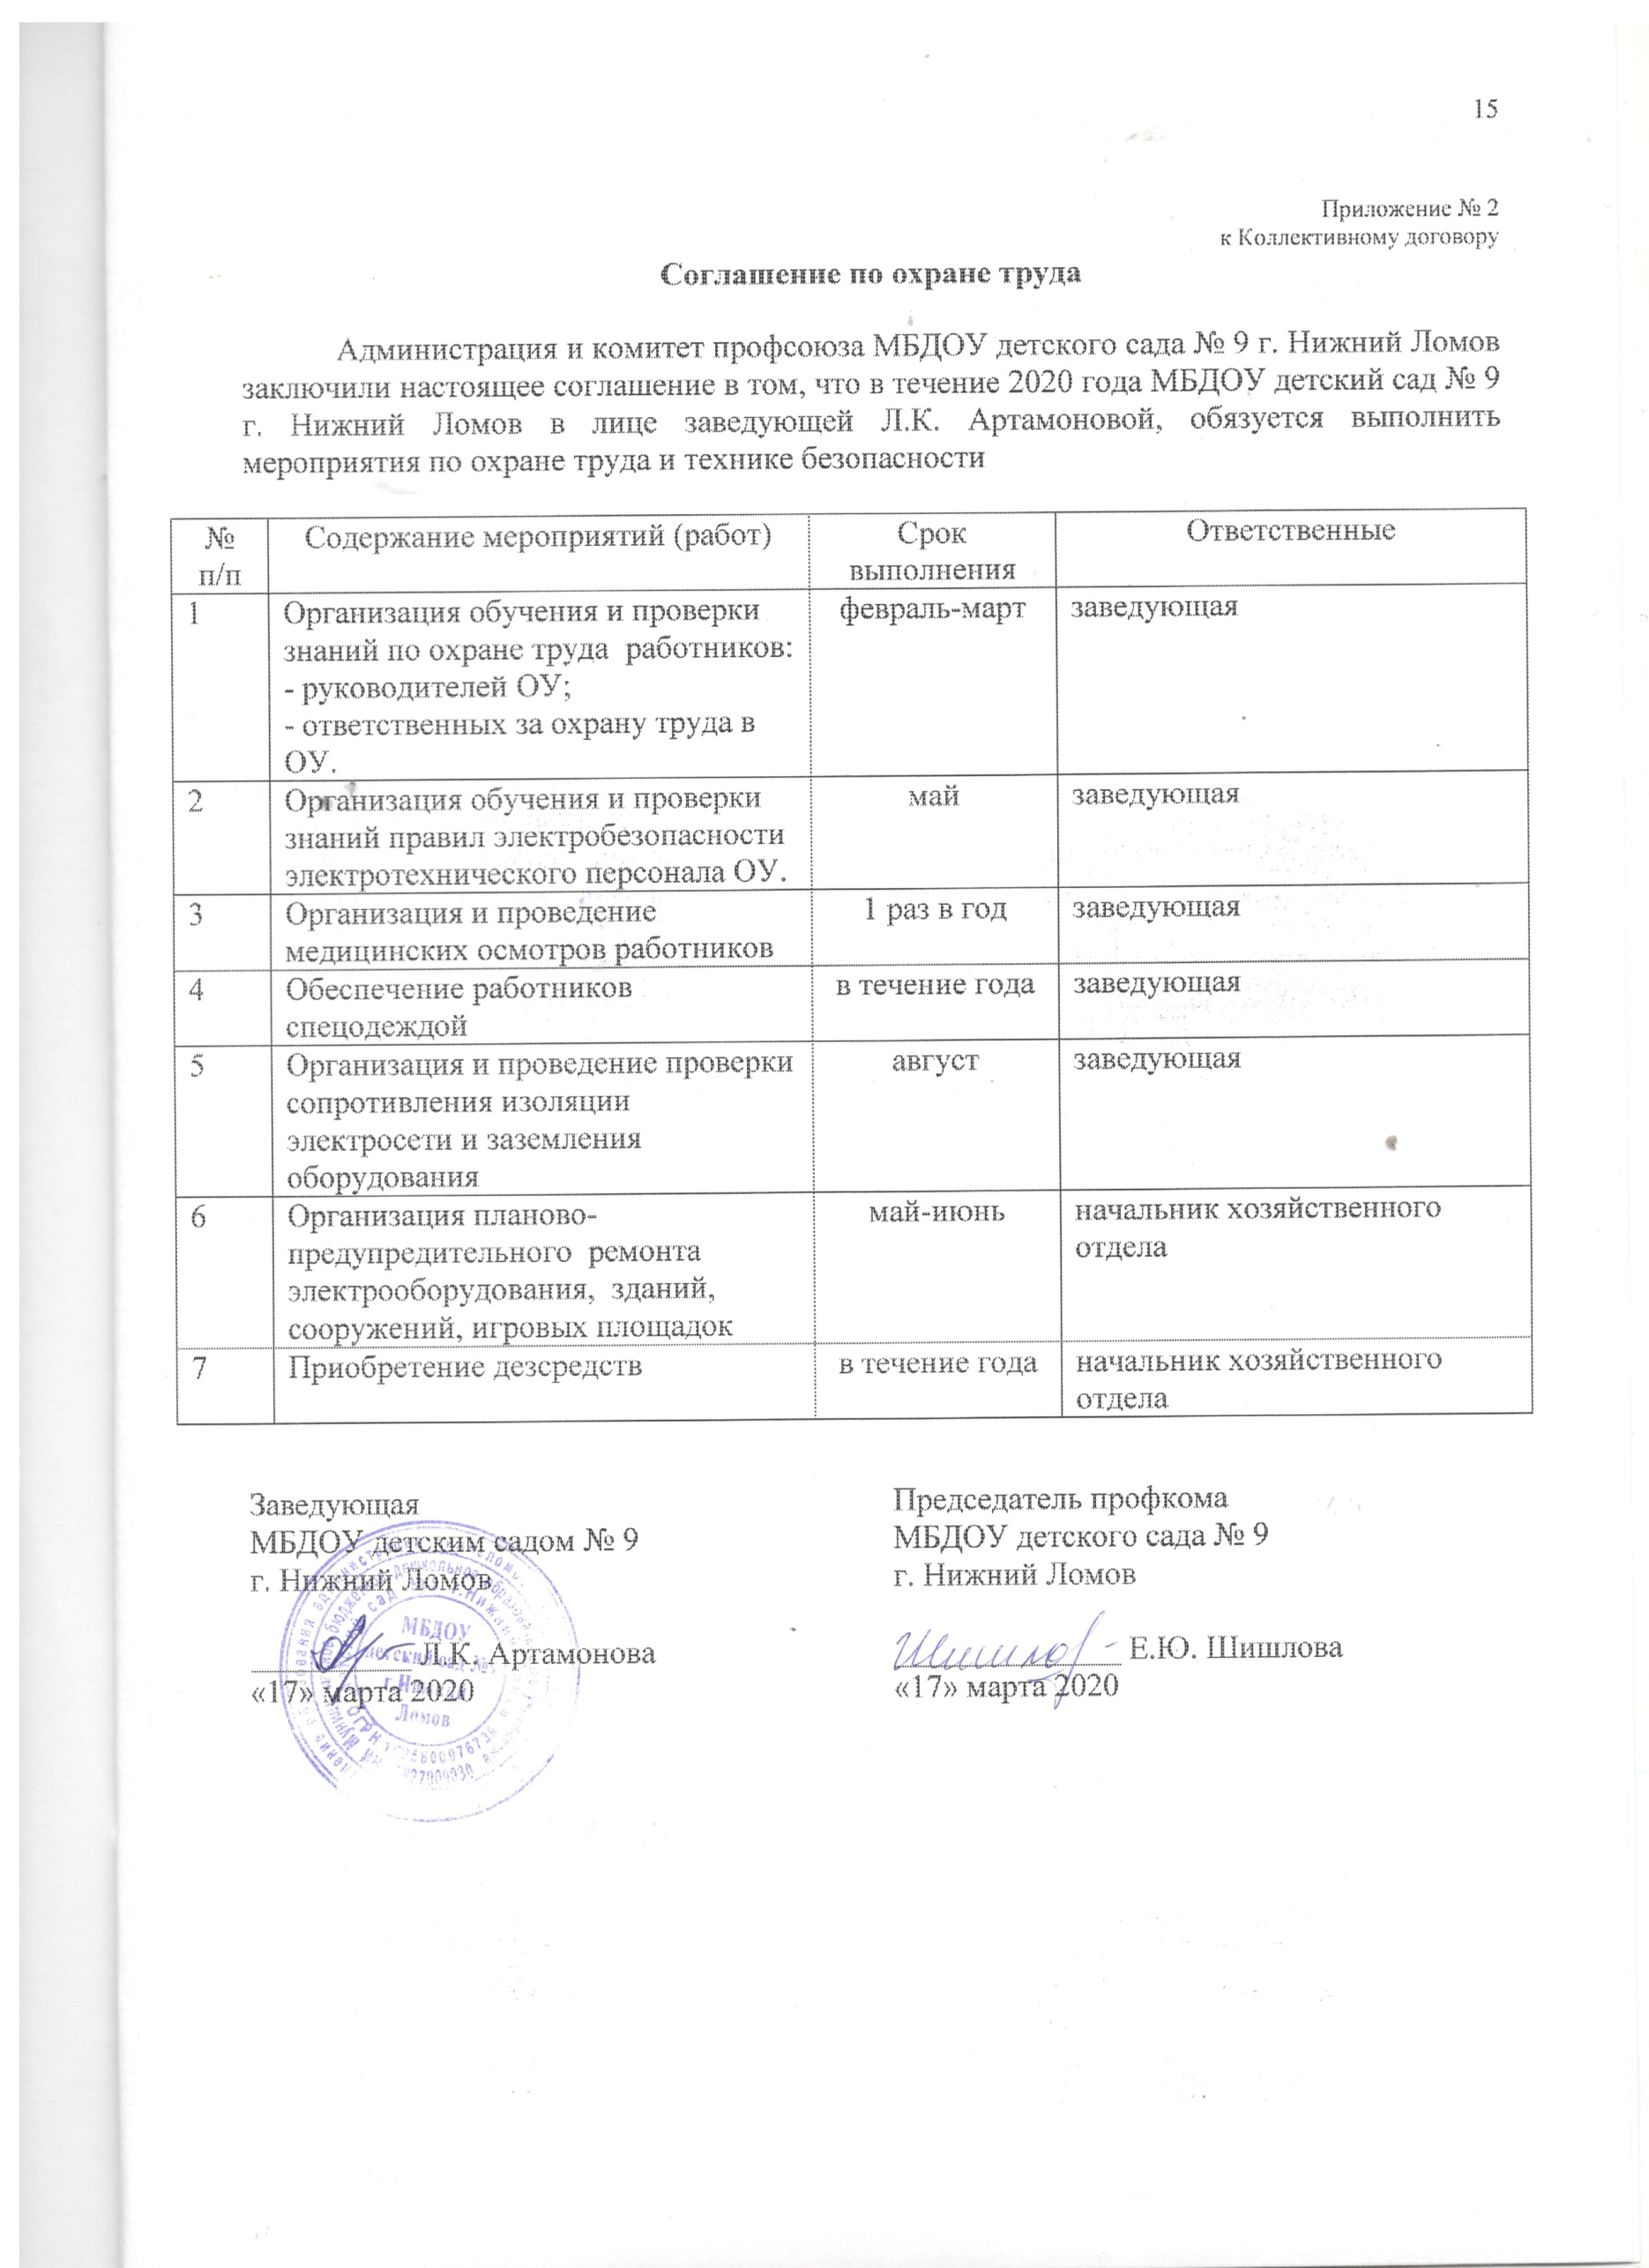 15
Приложение № 2
к Коллективному договору
Соглашение по охране труда
Администрация и комитет профсоюза МБДОУ детского сада № 9 г. Нижний Ломов
заключили настоящее соглашение в том, что в течение 2020 года МБДОУ детский сад № 9
г. Нижний Ломов в лице заведующей Л.К. Артамоновой, обязуется выполнить
мероприятия по охране труда и технике безопасности
№ п/п
Содержание мероприятий (работ)
Срок
выполнения
Ответственные
1
Организация обучения и проверки
знаний по охране труда работников:
- руководителей ОУ;
- ответственных за охрану труда в
ОУ.
февраль-март
заведующая
2
Организация обучения и проверки
знаний правил электробезопасности
электротехнического персонала ОУ.
май
заведующая
3
Организация и проведение
медицинских осмотров работников
1 раз в год
заведующая
4
Обеспечение работников
спецодеждой
в течение года
заведующая
5
Организация и проведение проверки
сопротивления изоляции
электросети и заземления
оборудования
август
заведующая
6
Организация планово-
предупредительного ремонта
электрооборудования, зданий,
сооружений, игровых площадок
май-июнь
начальник хозяйственного
отдела
7
Приобретение дезсредств
в течение года
начальник хозяйственного
отдела
Заведующая
МБДОУ детским садом № 9
г. Нижний Ломов
Л.К. Артамонова
«17» марта 2020
Председатель профкома
МБДОУ детского сада № 9
г. Нижний Ломов
Е.Ю. Шишлова
«17» марта 2020
МБДОУ
детский сад №
Ломов